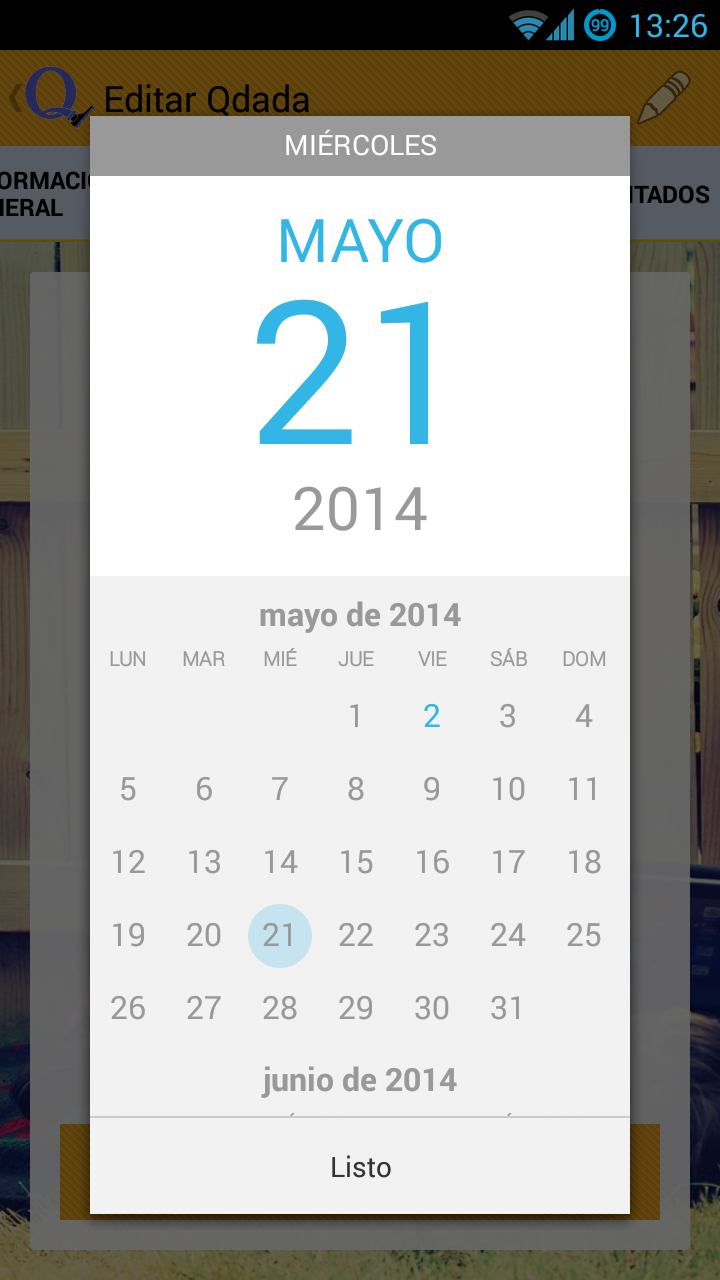 99 13:26
Q Editar Qdada
MIÉRCOLES
ORMACI
IERAL
TADOS
MAYO
21
2014
mayo de 2014
LUN MAR MIÉ JUE VIE SÁB DOM
1 2 3 4
5 6 7 8 9 10 11
12 13 14 15 16 17 18
19 20 21 22 23 24 25
26 27 28 29 30 31
junio de 2014
Listo